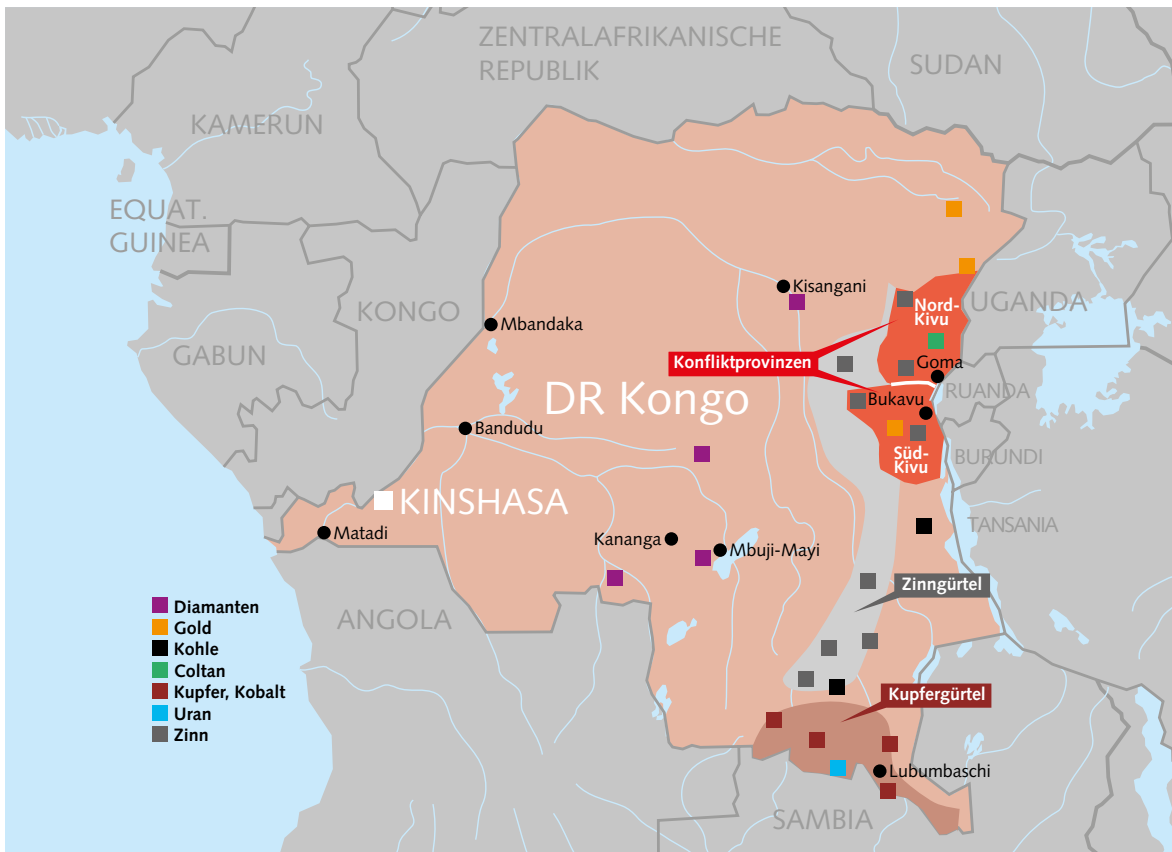 ZENTRALAFRIKANISCHE
REPUBLIK
SUDAN
KAMERUN
EQUAT.
GUINEA
KONGO
GABUN
Kisangani
Mbandaka
Nord-
Kivu
UGANDA
Konfliktprovinzen
Goma
RUANDA
DR Kongo
Bukavu
Bandudu
Süd-
Kivu
BURUNDI
KINSHASA
Matadi
Kananga
Mbuji-Mayi
TANSANIA
Zinngürtel
ANGOLA
Diamanten
Gold
Kohle
Coltan
Kupfer, Kobalt
Uran
Zinn
Kupfergürtel
Lubumbaschi
SAMBIA